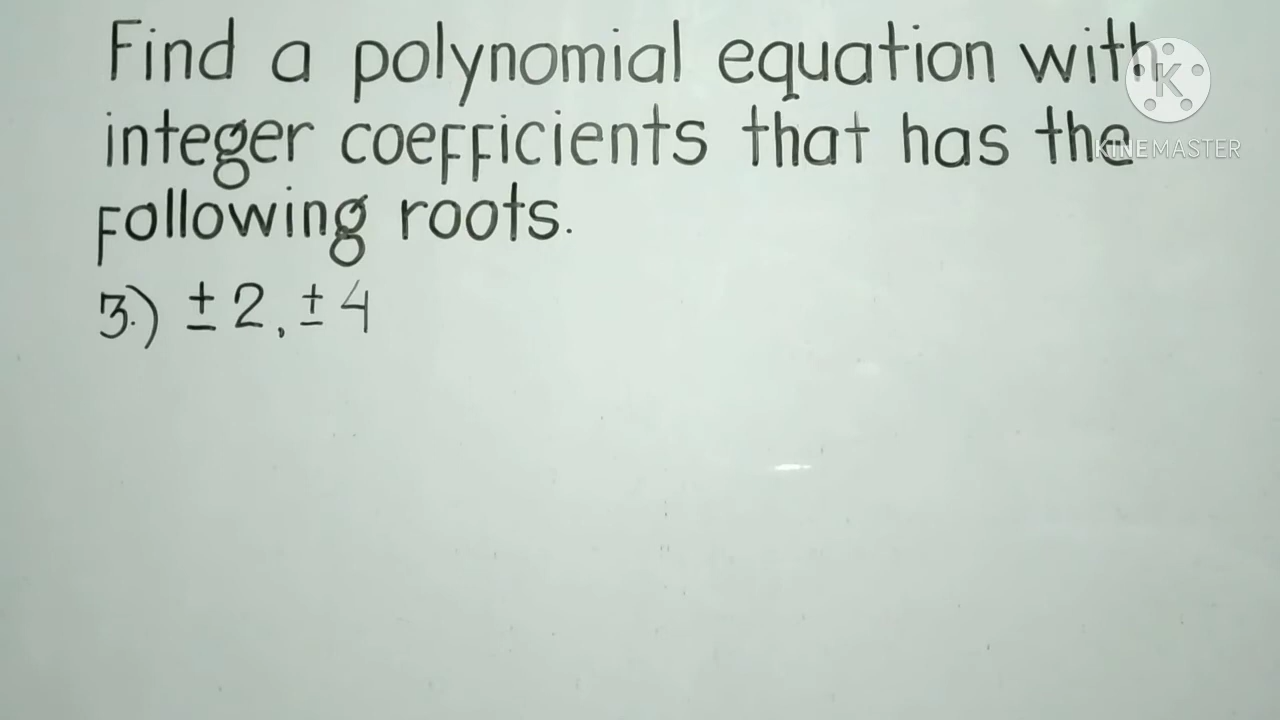 Find a polynomial equation with
integer coefficients that has the
following roots.
3.) ± 2, ± 4
K
KINEMASTER